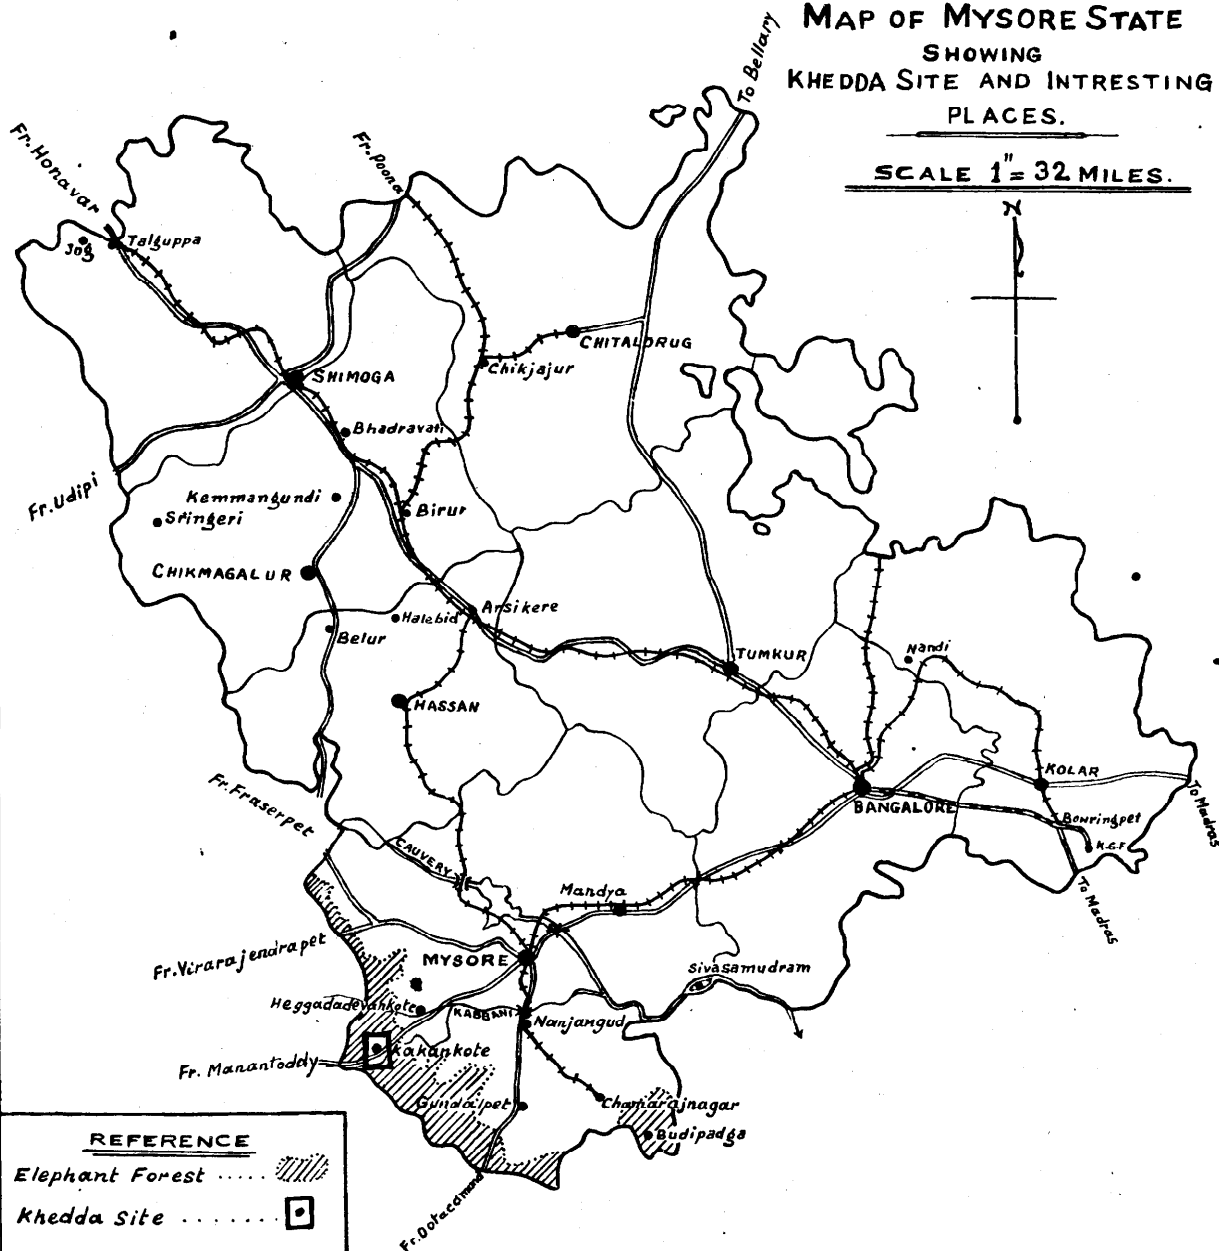 MAP OF MYSORE STATE
SHOWING
KHEDDA SITE AND INTRESTING
PLACES.
SCALE 1"= 32 MILES.
N
To Bellary
Fr. Honavar
Fr. Poona
Jog
Talguppa
CHITALDRUG
Chikjajur
SHIMOGA
Bhadravati
Fr. Udipi
Kemmangundi
Sringeri
Birur
CHIKMAGALUR
Halebid
Arsikere
Belur
TUMKUR
Nandi
HASSAN
KOLAR
To Madras
Fr. Fraserpet
BANGALORE
Bowringpet
K.G.F
CAUVERY
To Madras
Mandya
Fr. Virarajendrapet
MYSORE
Sivasamudram
Heggadadevankote
KABBANI
Nanjangud
Kakankote
Fr. Manantoddy
Gundalpet
Chamarajnagar
Budipadga
Fr. Ootacamund
REFERENCE
Elephant Forest .....
Khedda Site .......